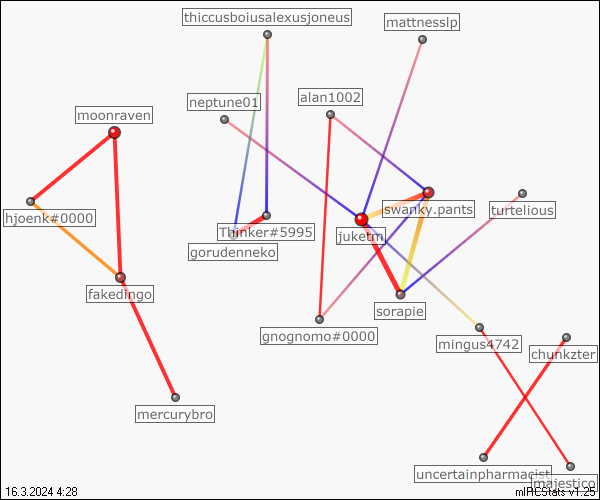 thiccusboiusalexusjoneus
mattnesslp
neptune01
alan1002
moonraven
hjoenk#0000
swanky.pants
turtelious
Thinker#5995
juketm
gorudenneko
fakedingo
sorapie
gnognomo#0000
mingus4742
chunkzter
mercurybro
uncertainpharmacist
majestico
16.3.2024 4:28
mIRCStats v1.25